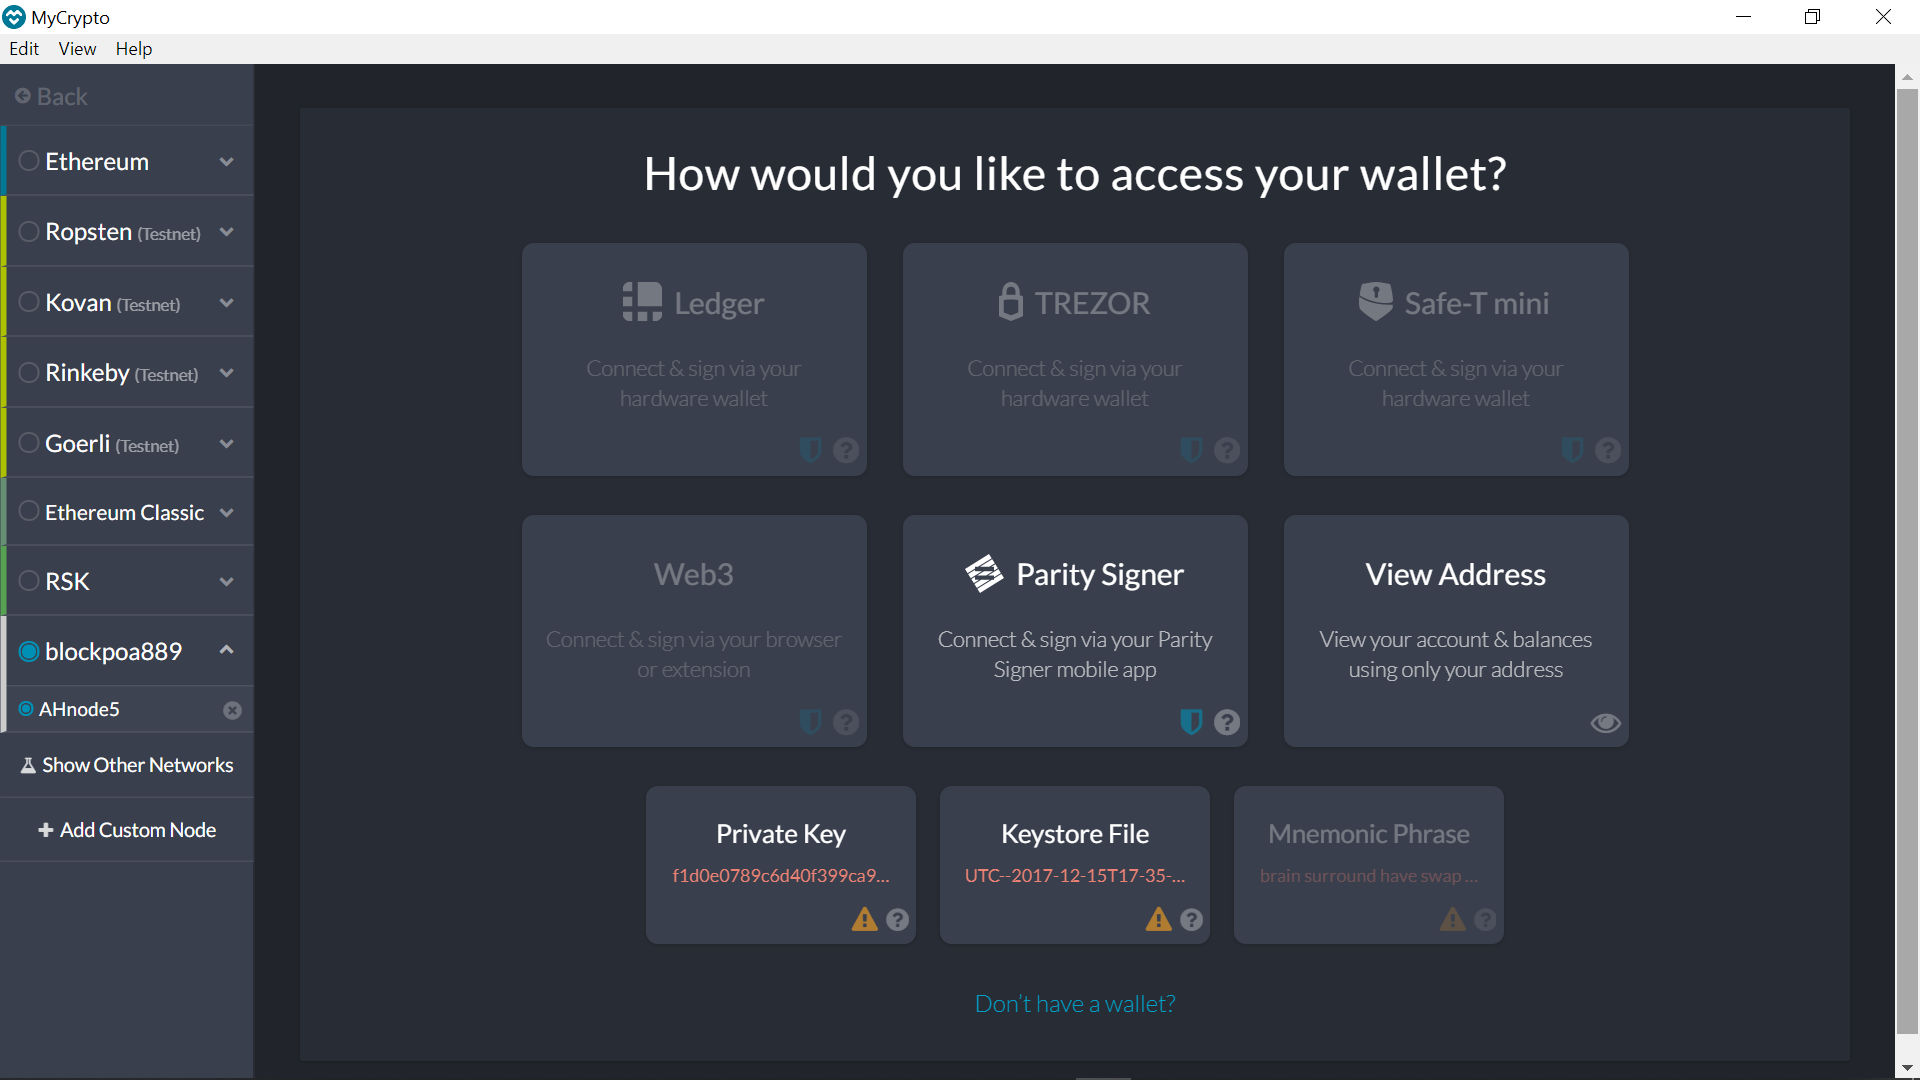 MyCrypto
Edit View Help
Back
Ethereum
Ropsten (Testnet)
Kovan (Testnet)
Rinkeby (Testnet)
Goerli (Testnet)
Ethereum Classic
RSK
blockpoa889
AHnode5
Show Other Networks
Add Custom Node
How would you like to access your wallet?
Ledger
Connect & sign via your
hardware wallet
TREZOR
Connect & sign via your
hardware wallet
Safe-T mini
Connect & sign via your
hardware wallet
Web3
Connect & sign via your browser
or extension
Parity Signer
Connect & sign via your Parity
Signer mobile app
View Address
View your account & balances
using only your address
Private Key
f1d0e0789c6d40f399ca9...
Keystore File
UTC--2017-12-15T17-35-...
Mnemonic Phrase
brain surround have swap ...
Don't have a wallet?